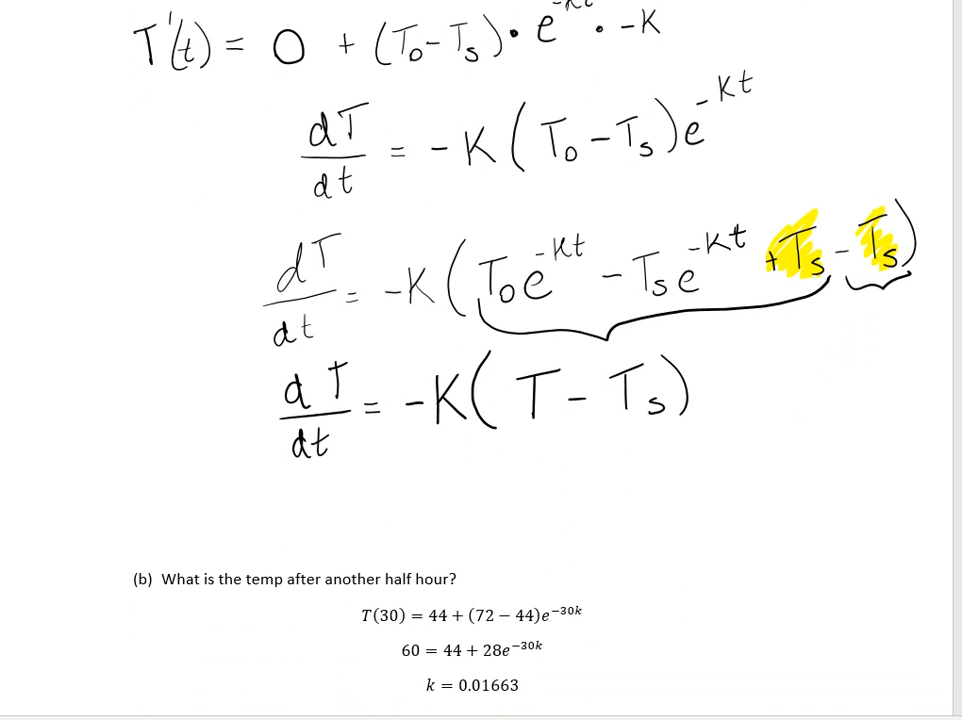 T'(t) = 0 + (T₀ - Tₛ) • e^-kt • -K
dT/dt = -K(T₀ - Tₛ)e^-Kt
dT/dt = -K(T₀e^-Kt - Tₛe^-Kt + Tₛ - Tₛ)
dT/dt = -K(T - Tₛ)
(b) What is the temp after another half hour?
T(30) = 44 + (72 − 44)e^−30k
60 = 44 + 28e^−30k
k = 0.01663